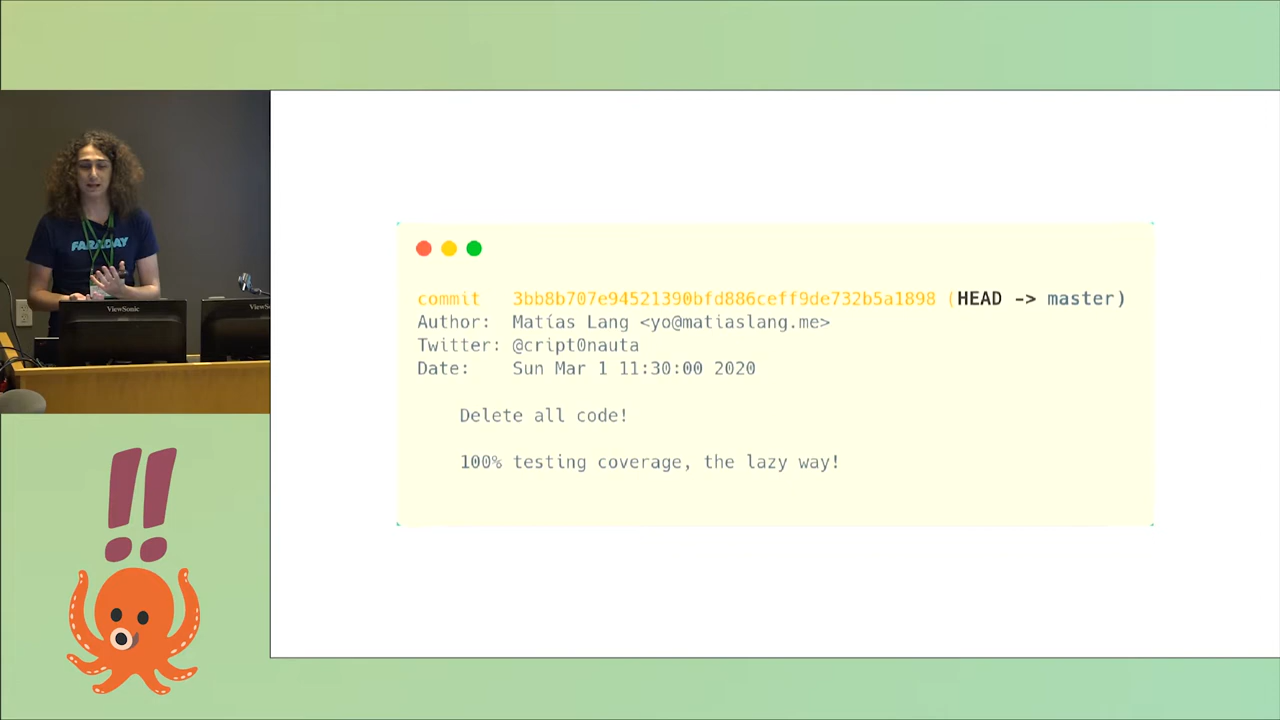 FARADAY
ViewSonic
ViewSonic
commit 3bb8b707e94521390bfd886ceff9de732b5a1898 (HEAD -> master)
Author: Matías Lang <yo@matiaslang.me>
Twitter: @cript0nauta
Date: Sun Mar 1 11:30:00 2020
Delete all code!
100% testing coverage, the lazy way!
!!